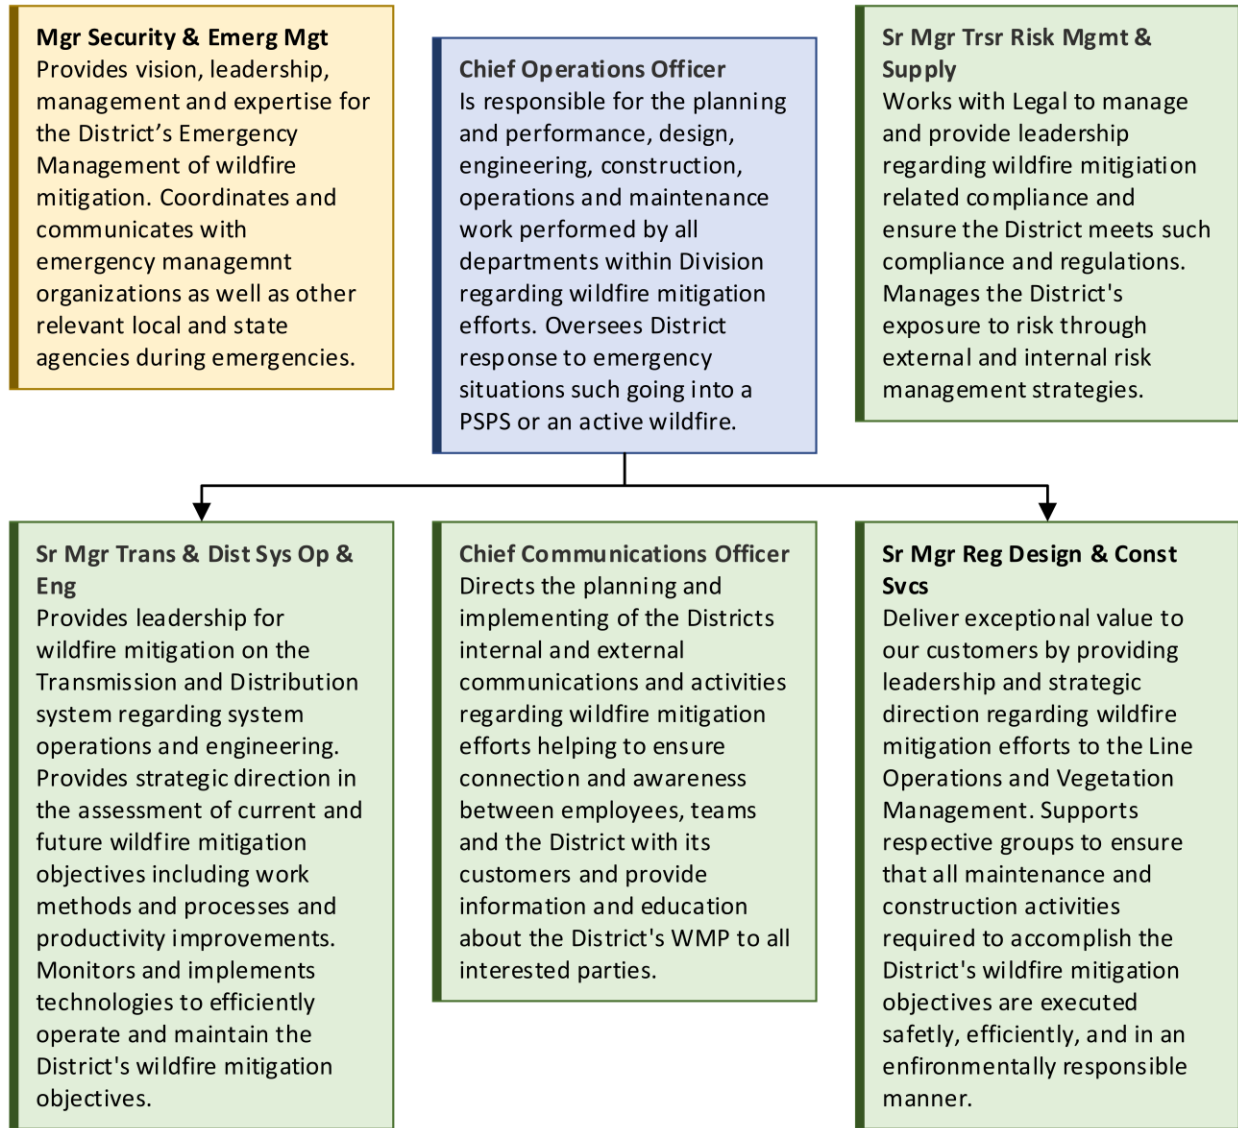 Mgr Security & Emerg Mgt
Provides vision, leadership,
management and expertise for
the District’s Emergency
Management of wildfire
mitigation. Coordinates and
communicates with
emergency managemnt
organizations as well as other
relevant local and state
agencies during emergencies.
Chief Operations Officer
Is responsible for the planning
and performance, design,
engineering, construction,
operations and maintenance
work performed by all
departments within Division
regarding wildfire mitigation
efforts. Oversees District
response to emergency
situations such going into a
PSPS or an active wildfire.
Sr Mgr Trsr Risk Mgmt &
Supply
Works with Legal to manage
and provide leadership
regarding wildfire mitigiation
related compliance and
ensure the District meets such
compliance and regulations.
Manages the District's
exposure to risk through
external and internal risk
management strategies.
Sr Mgr Trans & Dist Sys Op &
Eng
Provides leadership for
wildfire mitigation on the
Transmission and Distribution
system regarding system
operations and engineering.
Provides strategic direction in
the assessment of current and
future wildfire mitigation
objectives including work
methods and processes and
productivity improvements.
Monitors and implements
technologies to efficiently
operate and maintain the
District's wildfire mitigation
objectives.
Chief Communications Officer
Directs the planning and
implementing of the Districts
internal and external
communications and activities
regarding wildfire mitigation
efforts helping to ensure
connection and awareness
between employees, teams
and the District with its
customers and provide
information and education
about the District's WMP to all
interested parties.
Sr Mgr Reg Design & Const
Svcs
Deliver exceptional value to
our customers by providing
leadership and strategic
direction regarding wildfire
mitigation efforts to the Line
Operations and Vegetation
Management. Supports
respective groups to ensure
that all maintenance and
construction activities
required to accomplish the
District's wildfire mitigation
objectives are executed
safetly, efficiently, and in an
enfironmentally responsible
manner.